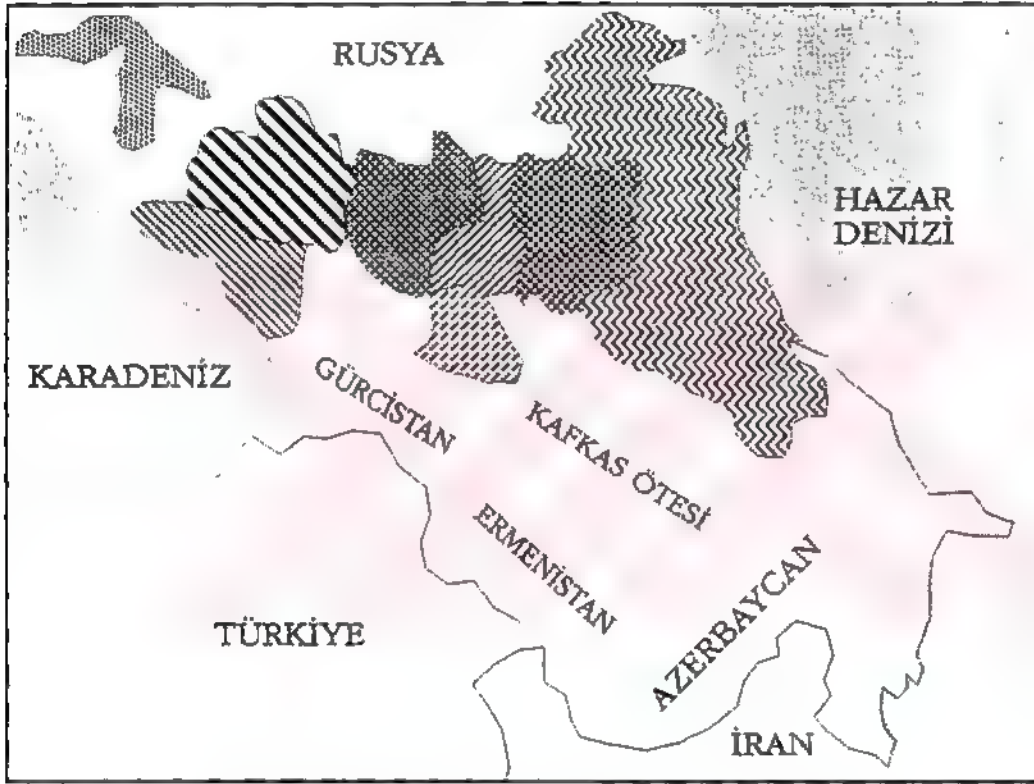 RUSYA
HAZAR
DENİZİ
KARADENİZ
GÜRCİSTAN
KAFKAS ÖTESİ
ERMENİSTAN
AZERBAYCAN
TÜRKİYE
İRAN